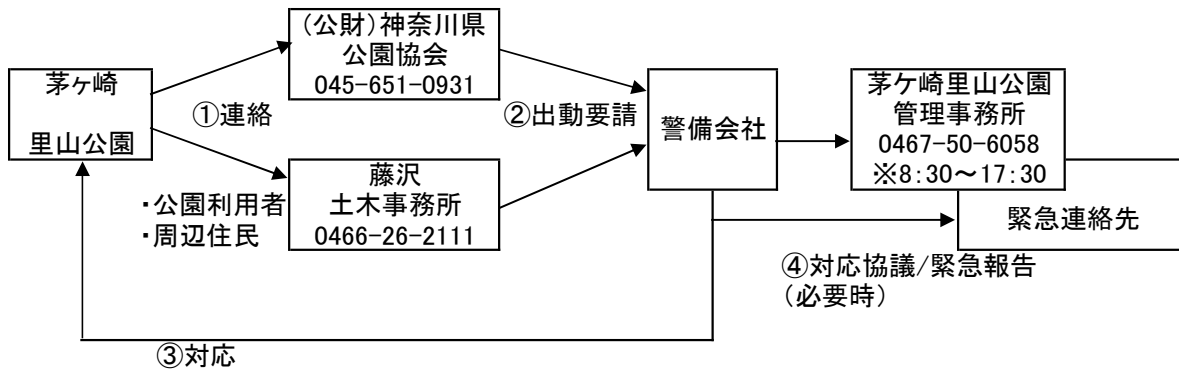 茅ヶ崎
里山公園
(公財)神奈川県
公園協会
045-651-0931
①連絡
藤沢
土木事務所
0466-26-2111
・公園利用者
・周辺住民
②出動要請
警備会社
茅ケ崎里山公園
管理事務所
0467-50-6058
※8:30～17:30
緊急連絡先
④対応協議/緊急報告
(必要時)
③対応